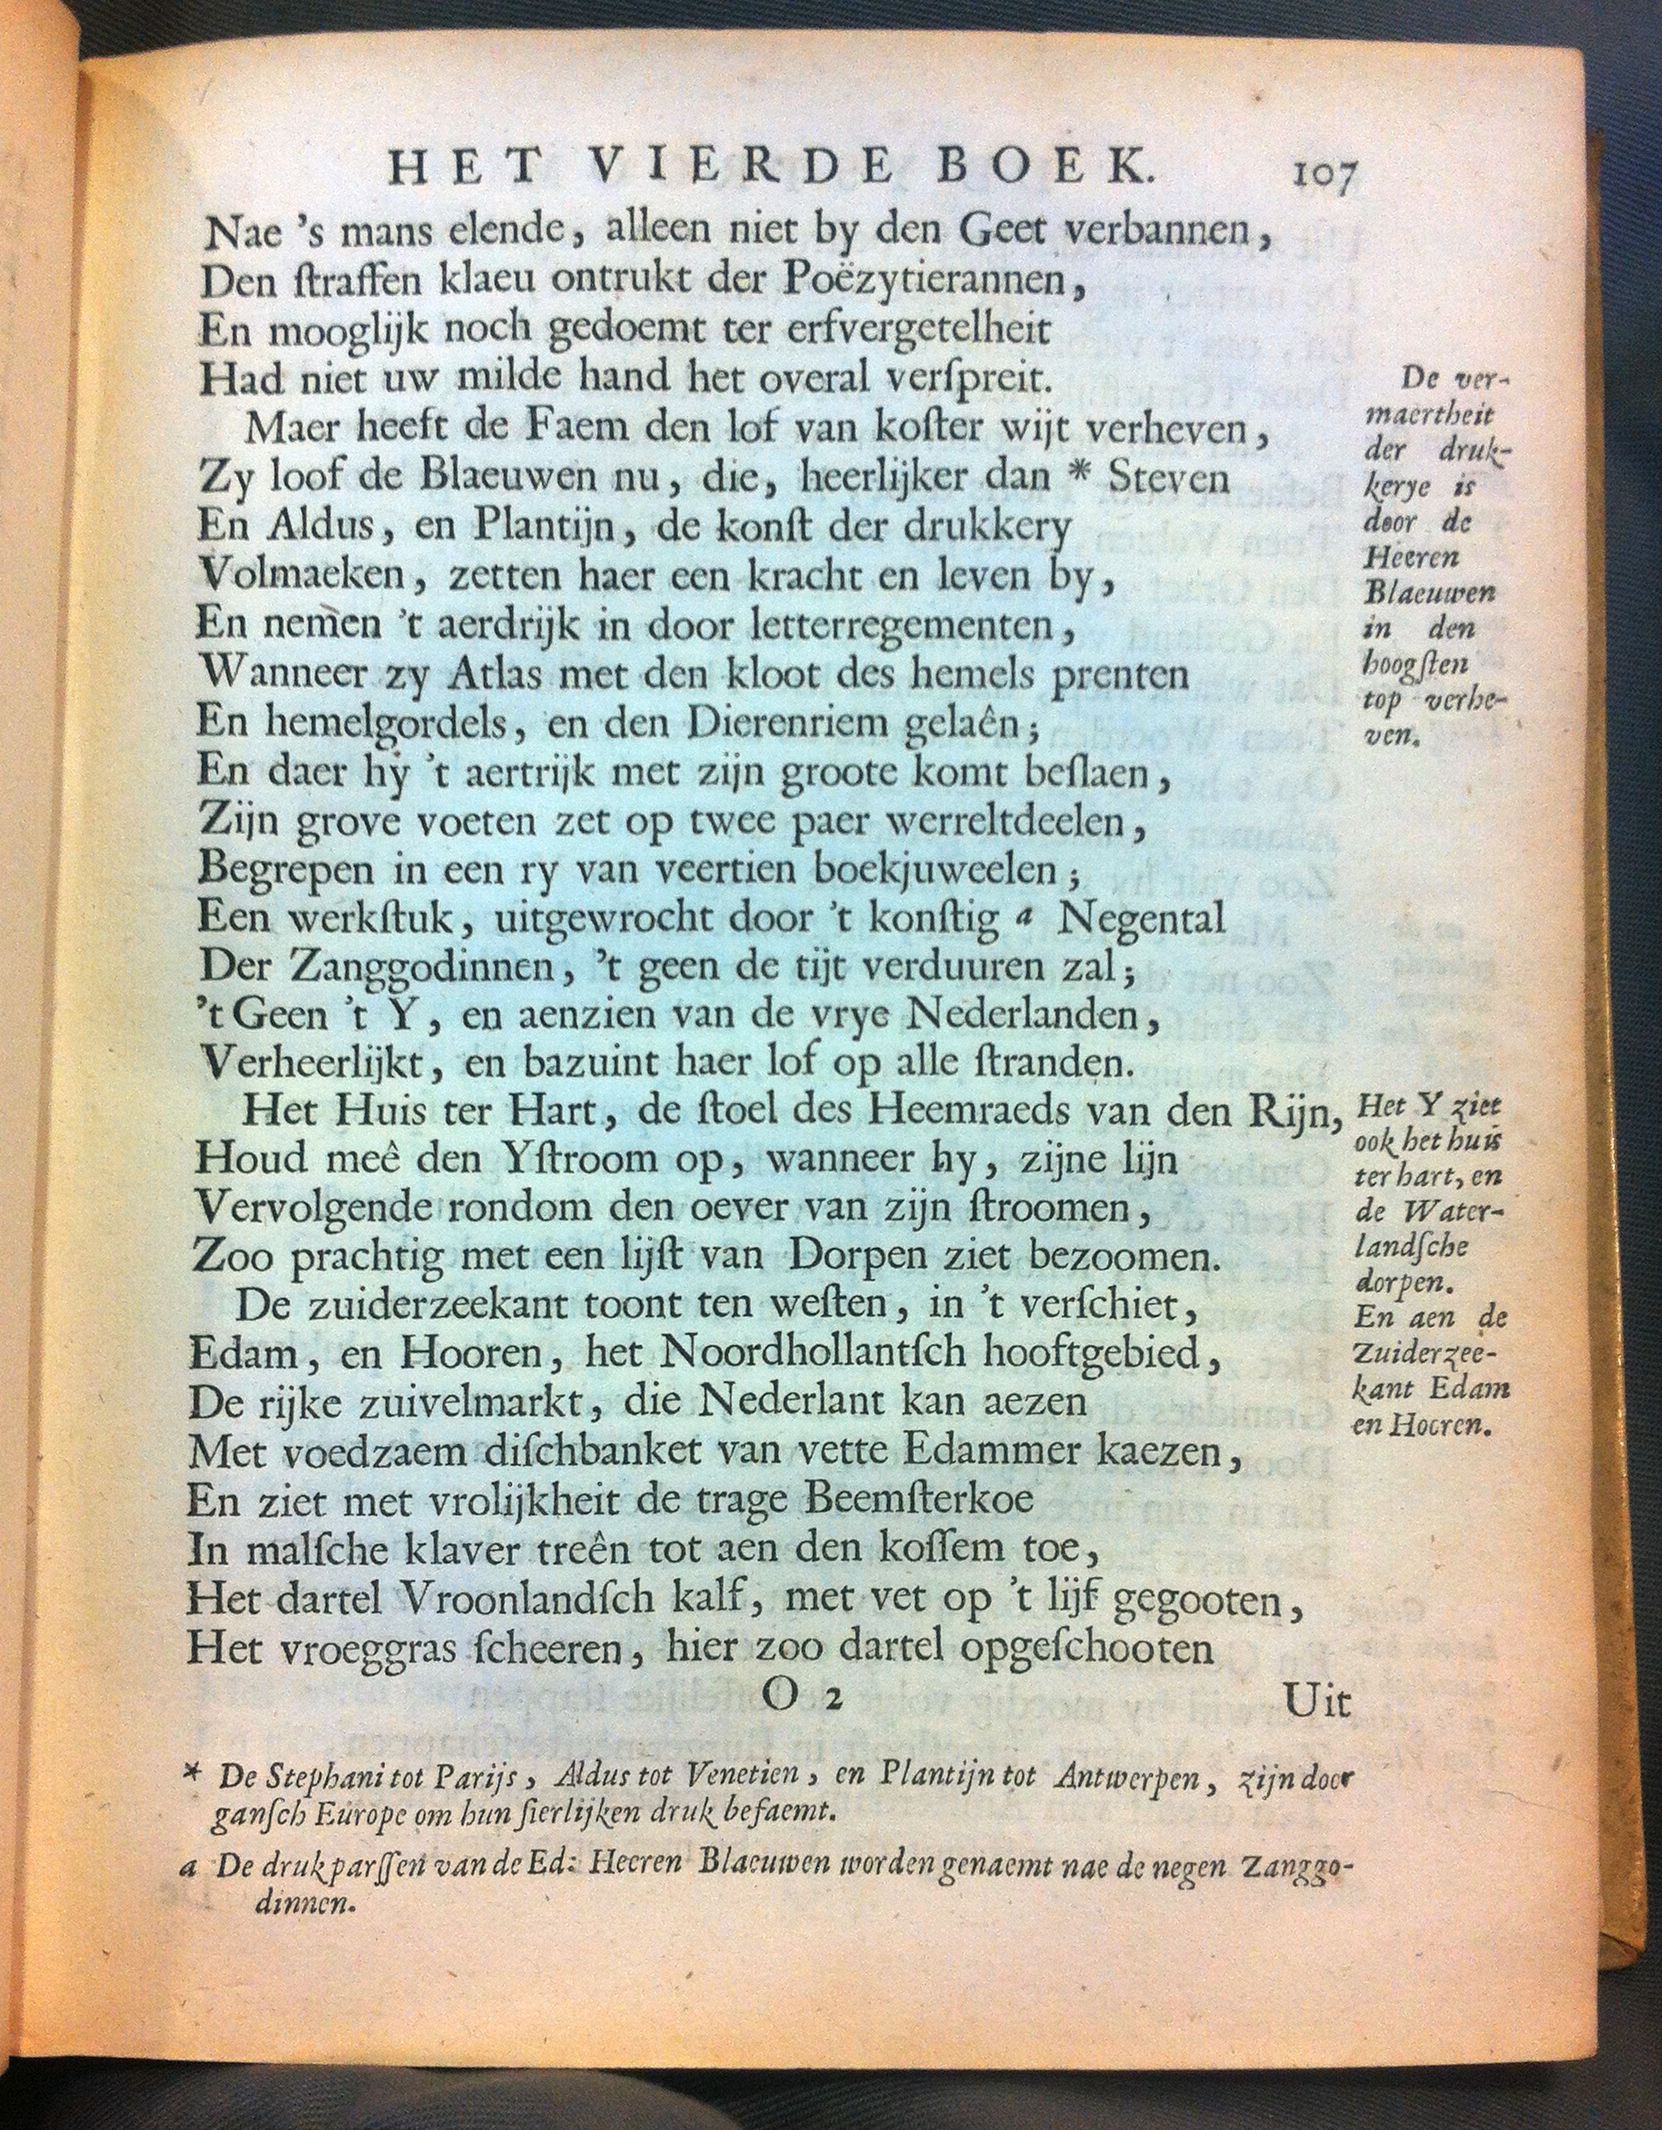 HET VIERDE BOEK. 107
Nae 's mans elende, alleen niet by den Geet verbannen,
Den ſtraffen klaeu ontrukt der Poëzytierannen,
En mooglijk noch gedoemt ter erfvergetelheit
Had niet uw milde hand het overal verſpreit.
Maer heeft de Faem den lof van koſter wijt verheven,
Zy loof de Blaeuwen nu, die, heerlijker dan * Steven
En Aldus, en Plantijn, de konſt der drukkery
Volmaeken, zetten haer een kracht en leven by,
En nemen 't aerdrijk in door letterregementen,
Wanneer zy Atlas met den kloot des hemels prenten
En hemelgordels, en den Dierenriem gelaên;
En daer hy 't aertrijk met zijn groote komt beſlaen,
Zijn grove voeten zet op twee paer werreltdeelen,
Begrepen in een ry van veertien boekjuweelen;
Een werkſtuk, uitgewrocht door 't konſtig a Negental
Der Zanggodinnen, 't geen de tijt verduuren zal;
't Geen 't Y, en aenzien van de vrye Nederlanden,
Verheerlijkt, en bazuint haer lof op alle ſtranden.
Het Huis ter Hart, de ſtoel des Heemraeds van den Rijn,
Houd meê den Yſtroom op, wanneer hy, zijne lijn
Vervolgende rondom den oever van zijn ſtroomen,
Zoo prachtig met een lijſt van Dorpen ziet bezoomen.
De zuiderzeekant toont ten weſten, in 't verſchiet,
Edam, en Hooren, het Noordhollantſch hooftgebied,
De rijke zuivelmarkt, die Nederlant kan aezen
Met voedzaem diſchbanket van vette Edammer kaezen,
En ziet met vrolijkheit de trage Beemſterkoe
In malſche klaver treên tot aen den koſſem toe,
Het dartel Vroonlandſch kalf, met vet op 't lijf gegooten,
Het vroeggras ſcheeren, hier zoo dartel opgeſchooten
O 2 Uit
De ver-
maertheit
der druk-
kerye is
door de
Heeren
Blaeuwen
in den
hoogſten
top verhe-
ven.
Het Y ziet
ook het huis
ter hart, en
de Water-
landſche
dorpen.
En aen de
Zuiderzee-
kant Edam
en Hooren.
* De Stephani tot Parijs, Aldus tot Venetien, en Plantijn tot Antwerpen, zijn door
ganſch Europe om hun ſierlijken druk befaemt.
a De drukparſſen van de Ed: Heeren Blaeuwen worden genaemt nae de negen Zanggo-
dinnen.